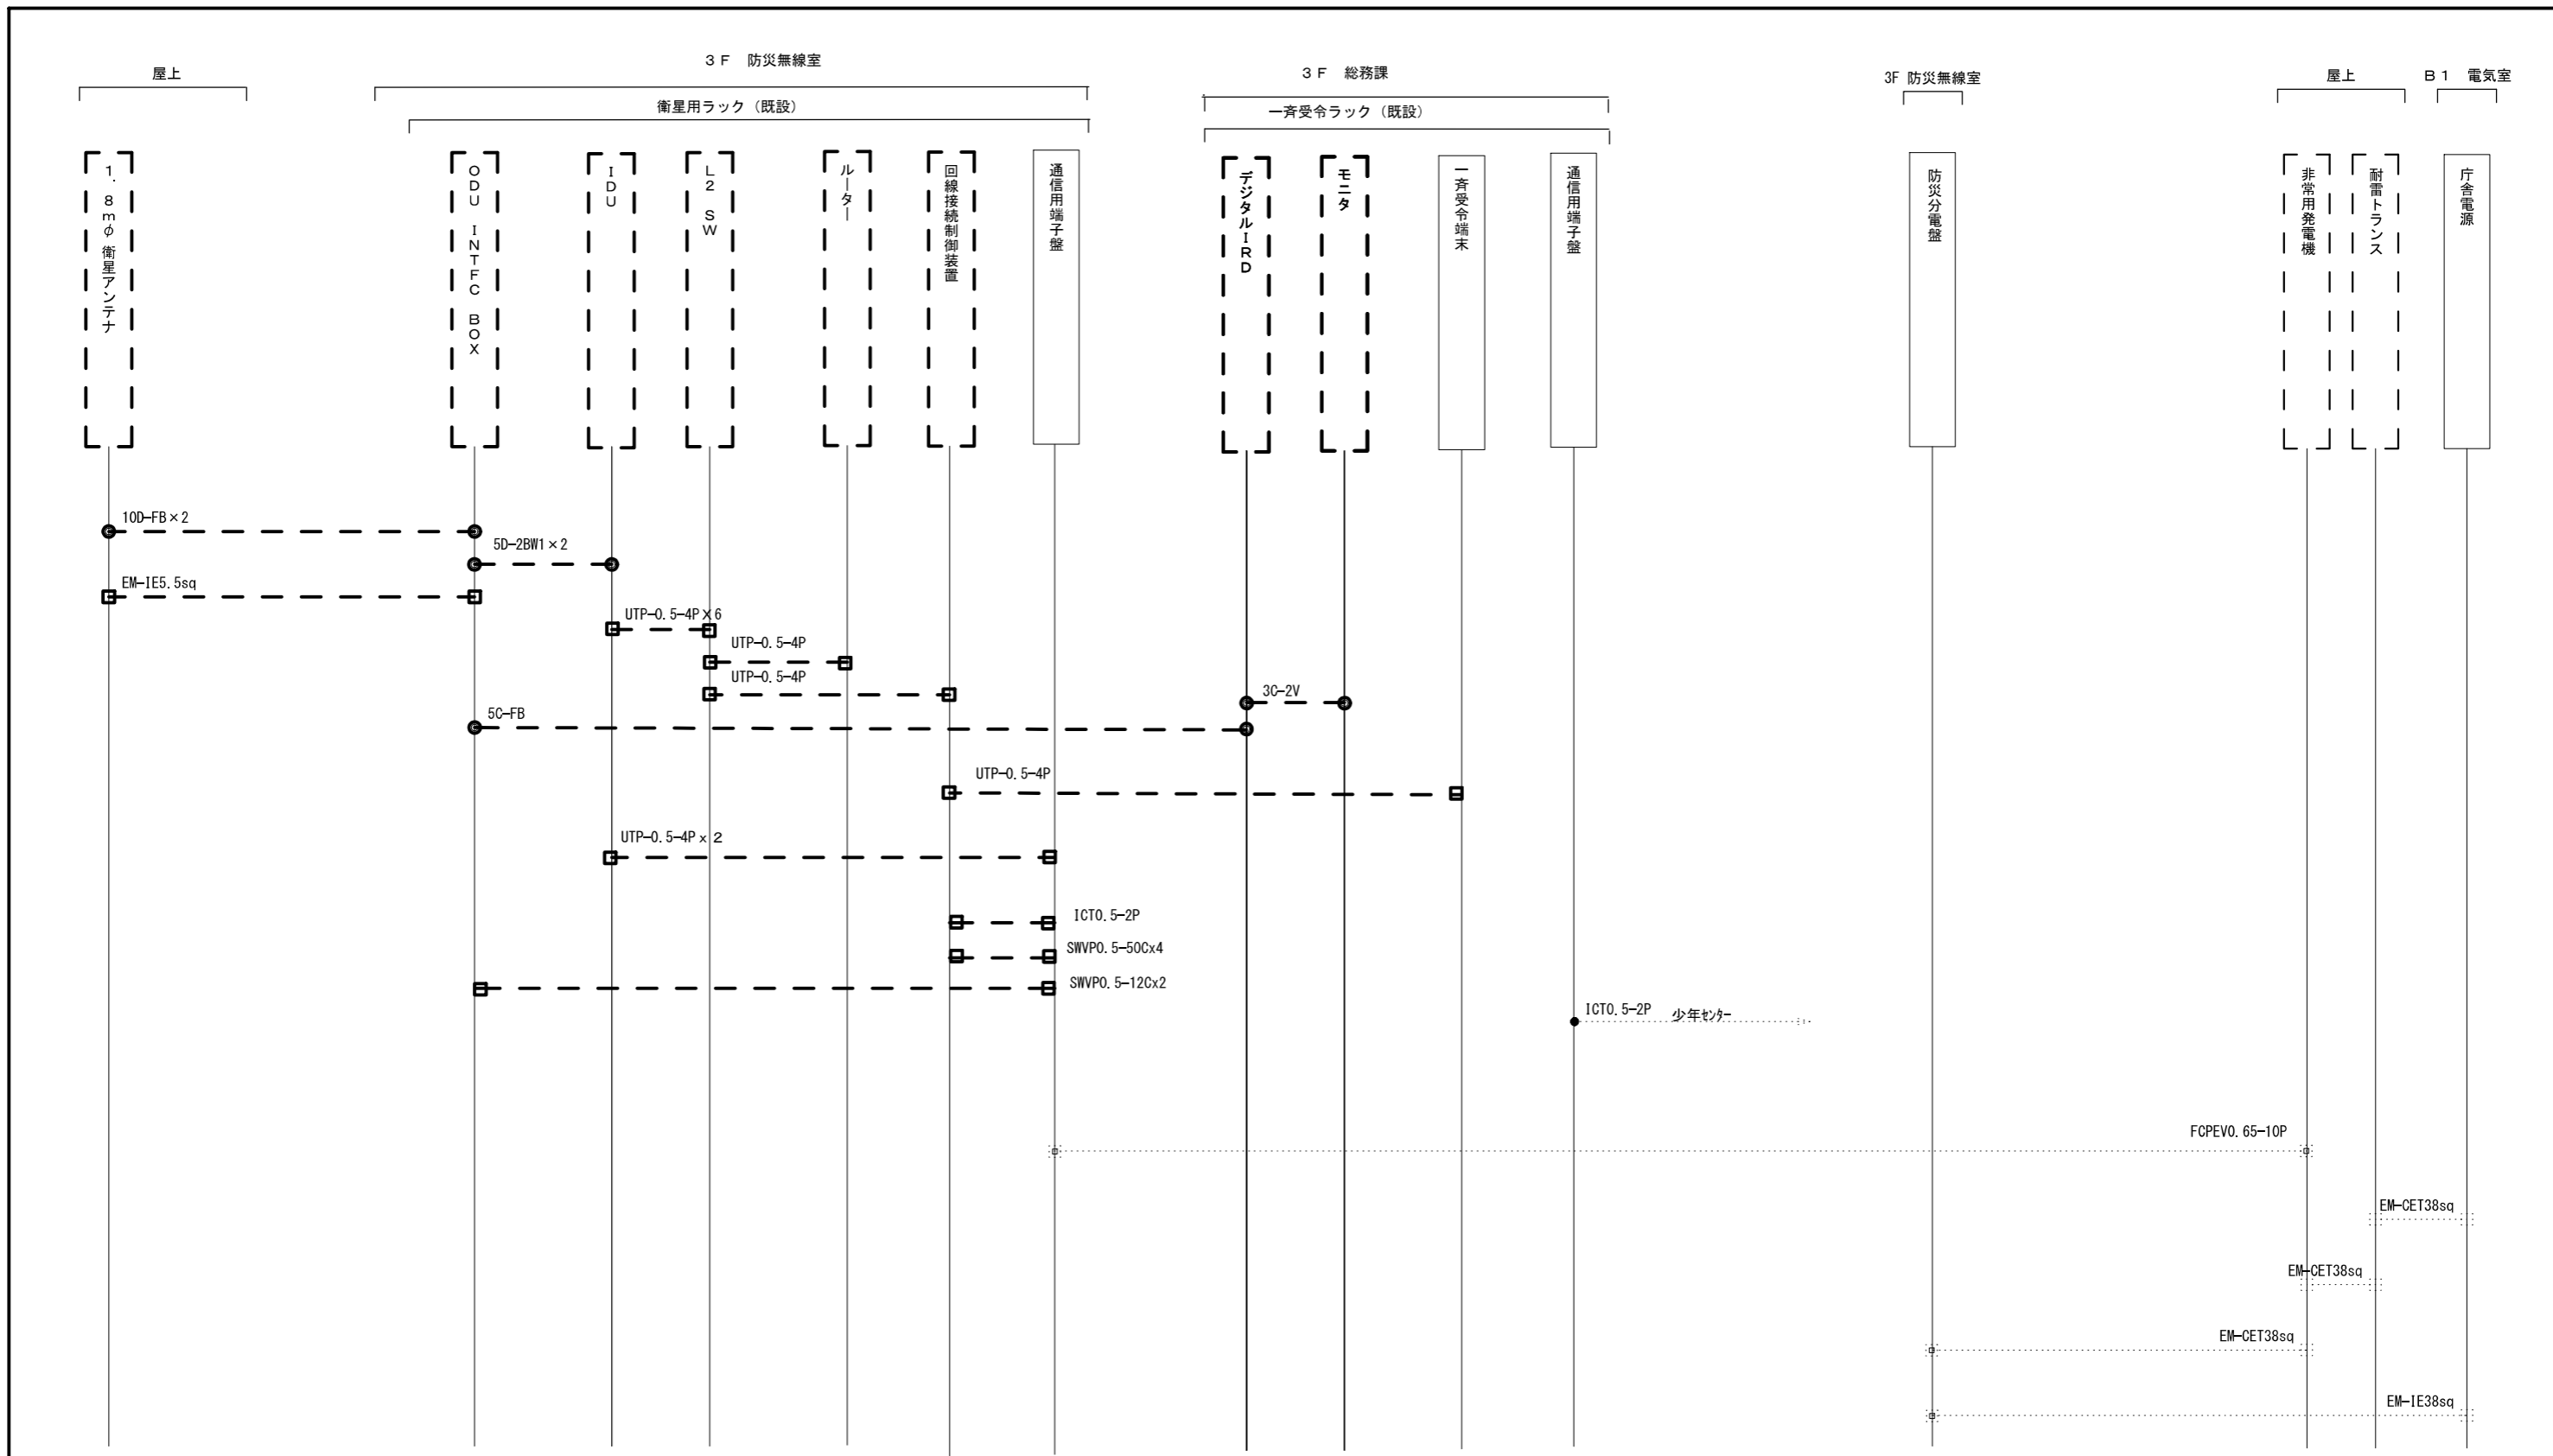 屋上
３Ｆ　防災無線室
衛星用ラック（既設）
３Ｆ　総務課
一斉受令ラック（既設）
3F 防災無線室
屋上
Ｂ１　電気室
１．８ｍφ 衛星アンテナ
ＯＤＵ　ＩＮＴＦＣ　ＢＯＸ
ＩＤＵ
Ｌ２　ＳＷ
ルーター
回線接続制御装置
通信用端子盤
デジタルＩＲＤ
モニタ
一斉受令端末
通信用端子盤
防災分電盤
非常用発電機
耐雷トランス
庁舎電源
10D-FB×2
5D-2BW1×2
EM-IE5.5sq
UTP-0.5-4P×6
UTP-0.5-4P
UTP-0.5-4P
3C-2V
5C-FB
UTP-0.5-4P
UTP-0.5-4P×２
ICT0.5-2P
SWVP0.5-50Cx4
SWVP0.5-12Cx2
ICT0.5-2P　少年ｾﾝﾀｰ
FCPEV0.65-10P
EM-CET38sq
EM-CET38sq
EM-CET38sq
EM-IE38sq